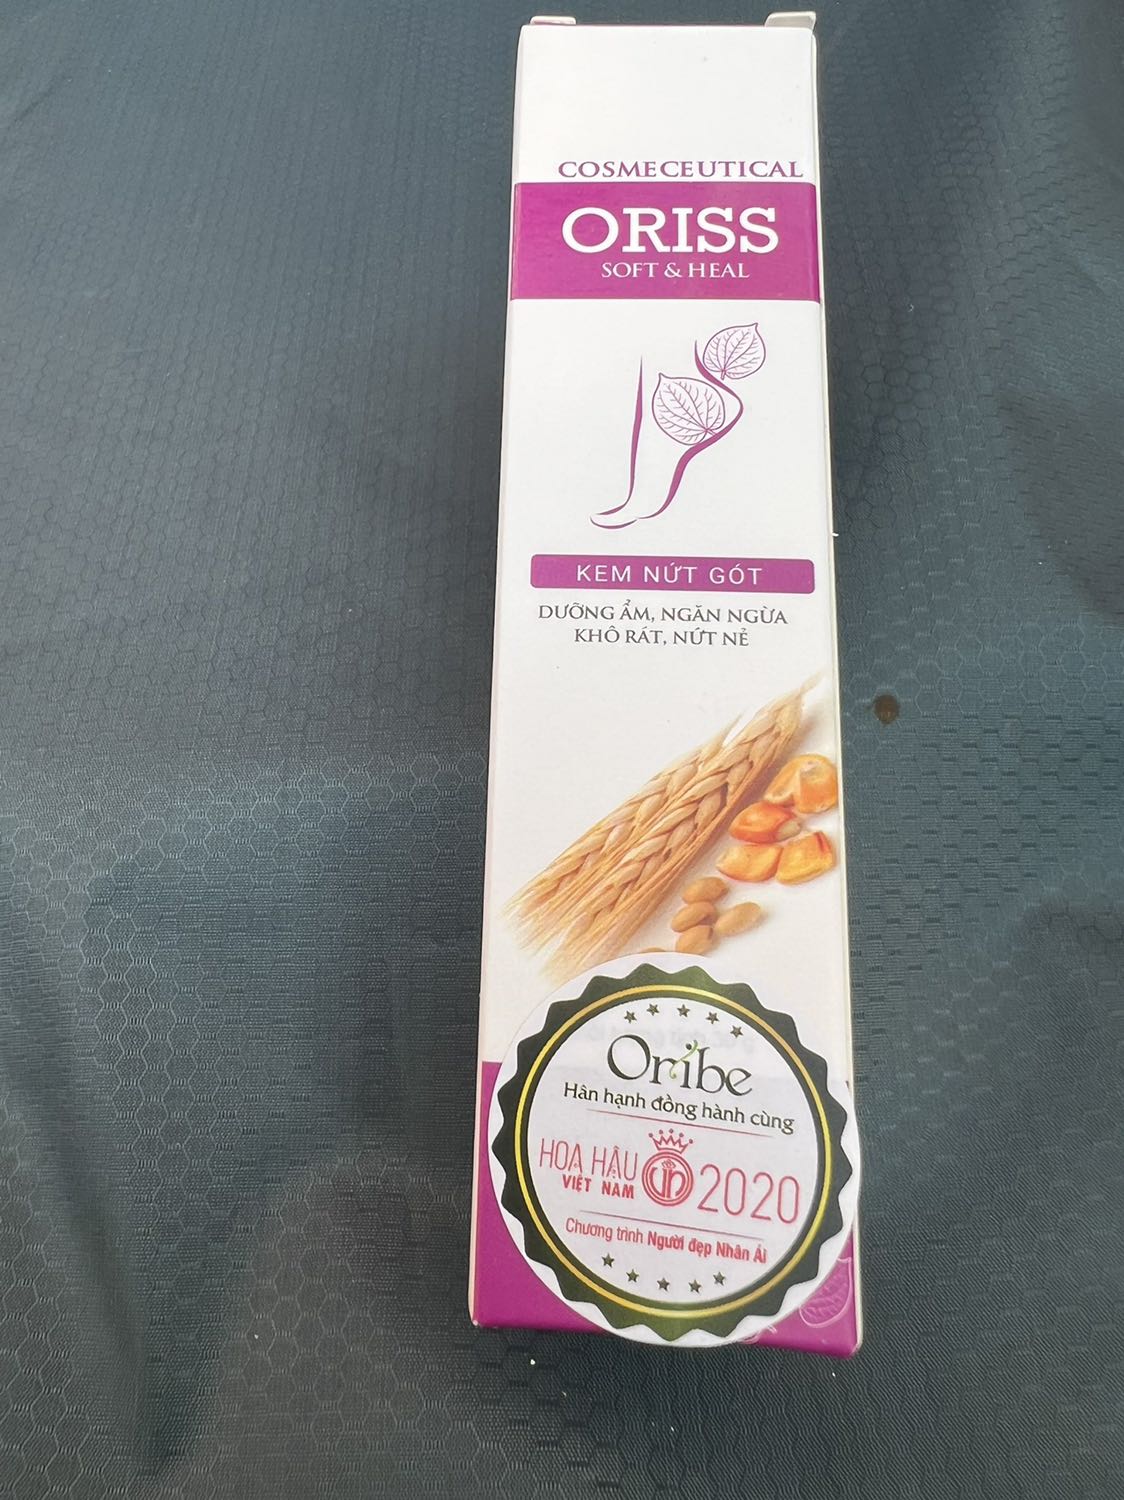 COSMECEUTICAL
ORISS
SOFT & HEAL
KEM NỨT GÓT
DƯỠNG ẨM, NGĂN NGỪA
KHÔ RÁT, NỨT NẺ
Oribe
Hân hạnh đồng hành cùng
HOA HẬU
VIỆT NAM
2020
Chương trình Người đẹp Nhân Ái